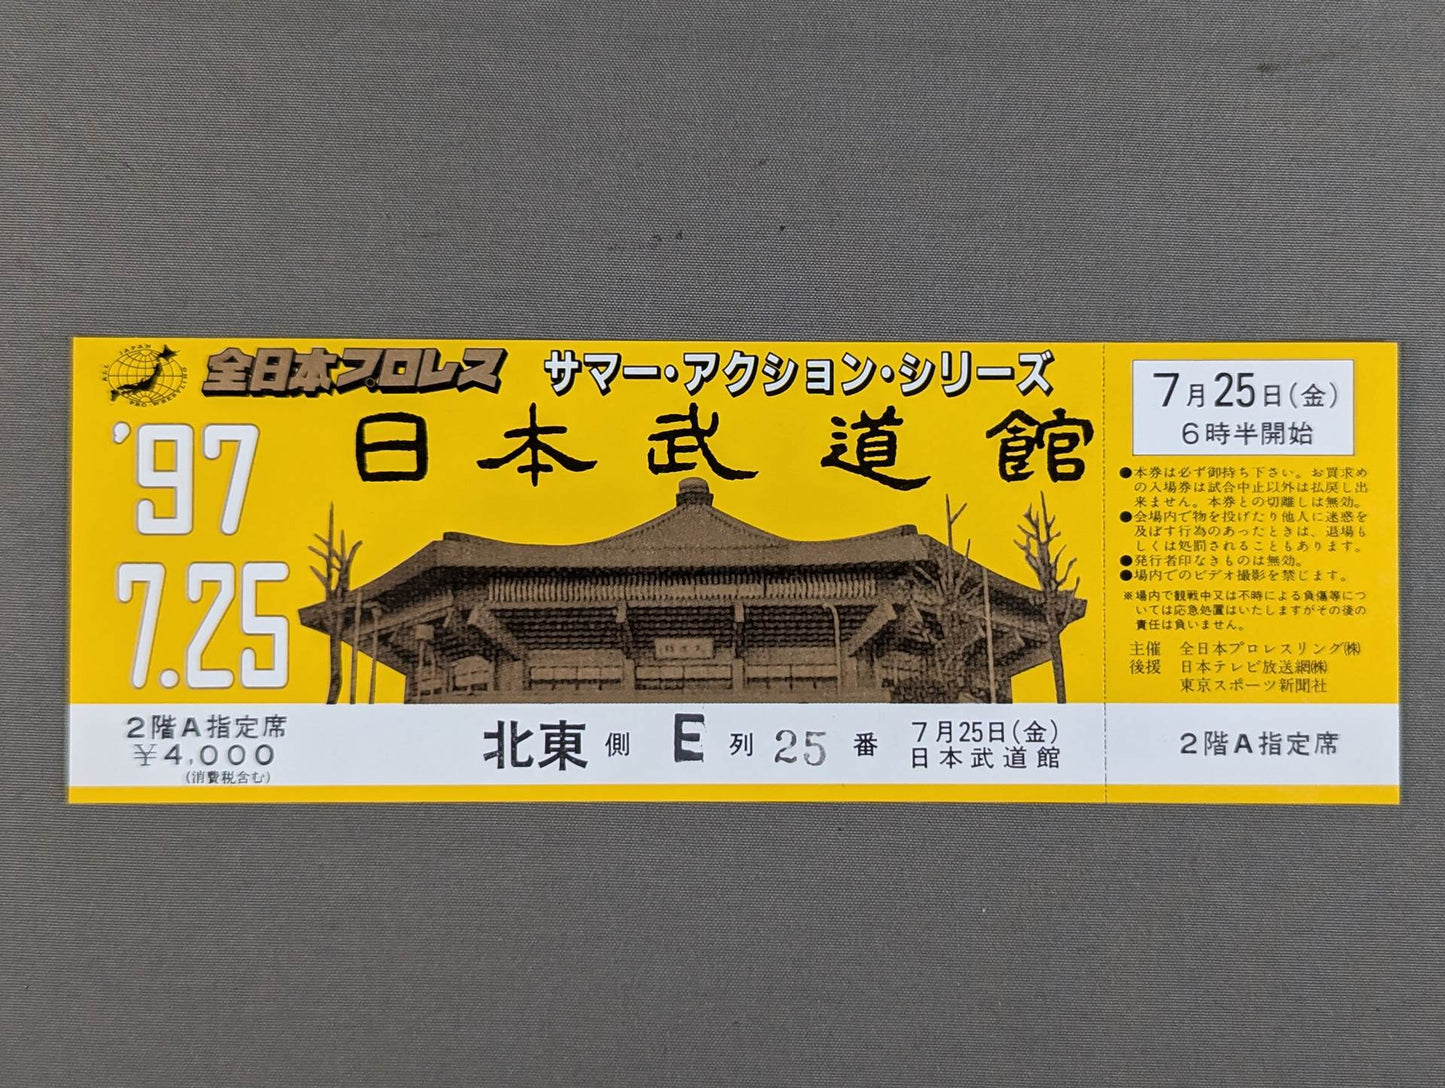 ALL JAPAN PRO-WRESTLING
全日本プロレス サマー・アクション・シリーズ
日本武道館
'97
7.25
2階A指定席
¥4,000
(消費税含む)
北東 側 E 列 25 番
7月25日(金)
日本武道館
7月25日(金)
6時半開始
●本券は必ず御持ち下さい。お買求め
の入場券は試合中止以外は払戻し出
来ません。本券との切離しは無効。
●会場内で物を投げたり他人に迷惑を
及ぼす行為のあったときは、退場も
しくは処罰されることもあります。
●発行者印なきものは無効。
●場内でのビデオ撮影を禁じます。
※場内で観戦中又は不時による負傷等につ
いては応急処置はいたしますがその後の
責任は負いません。
主催 全日本プロレスリング㈱
後援 日本テレビ放送網㈱
東京スポーツ新聞社
2階A指定席